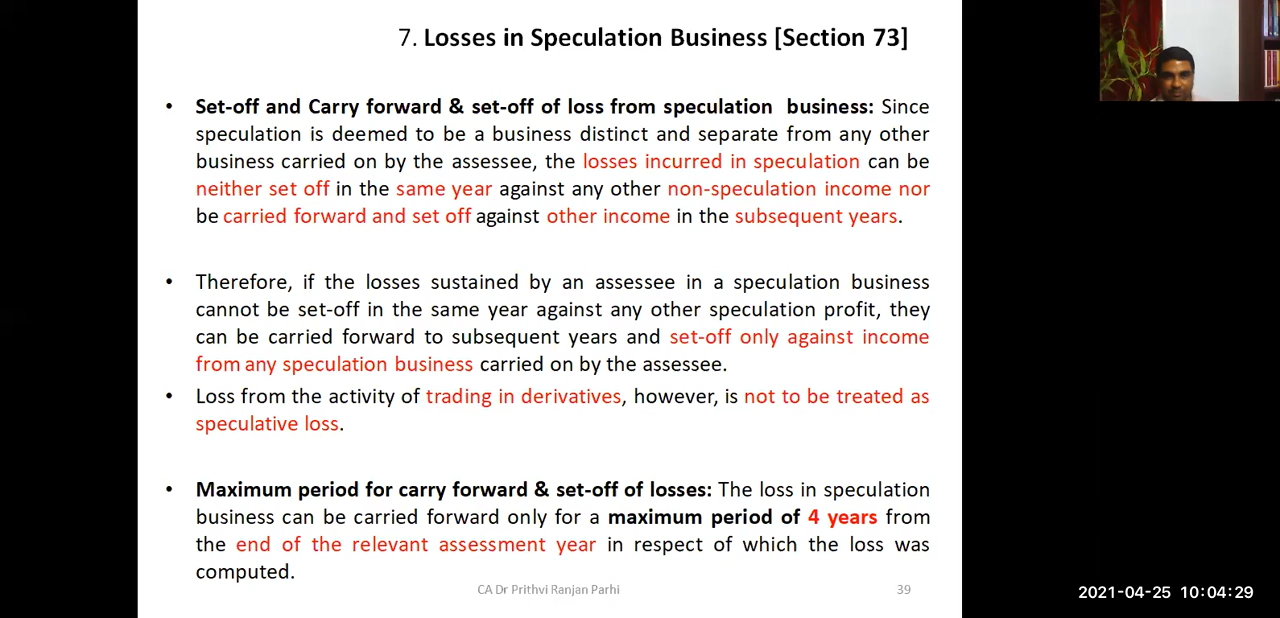 7. Losses in Speculation Business [Section 73]
• Set-off and Carry forward & set-off of loss from speculation business: Since
speculation is deemed to be a business distinct and separate from any other
business carried on by the assessee, the losses incurred in speculation can be
neither set off in the same year against any other non-speculation income nor
be carried forward and set off against other income in the subsequent years.
• Therefore, if the losses sustained by an assessee in a speculation business
cannot be set-off in the same year against any other speculation profit, they
can be carried forward to subsequent years and set-off only against income
from any speculation business carried on by the assessee.
• Loss from the activity of trading in derivatives, however, is not to be treated as
speculative loss.
• Maximum period for carry forward & set-off of losses: The loss in speculation
business can be carried forward only for a maximum period of 4 years from
the end of the relevant assessment year in respect of which the loss was
computed.
CA Dr Prithvi Ranjan Parhi
39
2021-04-25 10:04:29